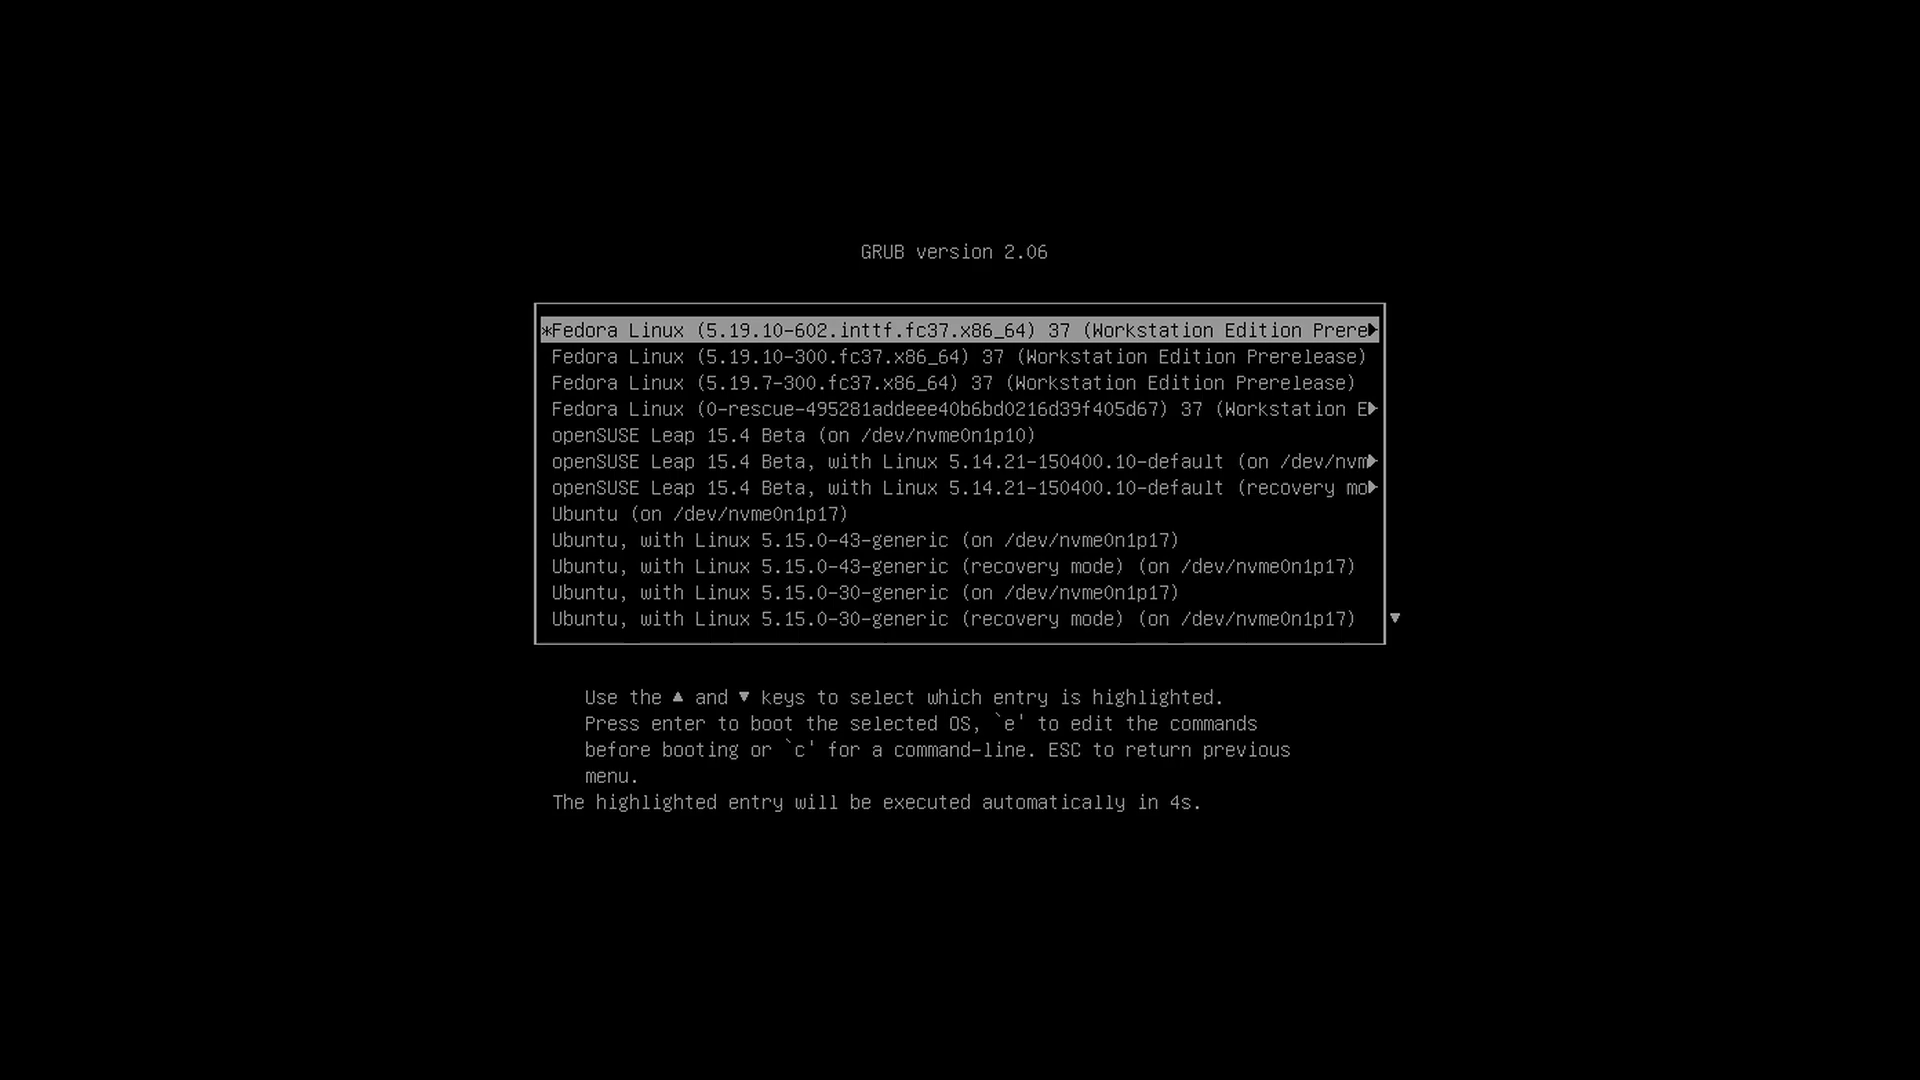 GRUB version 2.06
*Fedora Linux (5.19.10-602.inttf.fc37.x86_64) 37 (Workstation Edition Prere▶
Fedora Linux (5.19.10-300.fc37.x86_64) 37 (Workstation Edition Prerelease)
Fedora Linux (5.19.7-300.fc37.x86_64) 37 (Workstation Edition Prerelease)
Fedora Linux (0-rescue-495281addeee40b6bd0216d39f405d67) 37 (Workstation E▶
openSUSE Leap 15.4 Beta (on /dev/nvme0n1p10)
openSUSE Leap 15.4 Beta, with Linux 5.14.21-150400.10-default (on /dev/nvm▶
openSUSE Leap 15.4 Beta, with Linux 5.14.21-150400.10-default (recovery mo▶
Ubuntu (on /dev/nvme0n1p17)
Ubuntu, with Linux 5.15.0-43-generic (on /dev/nvme0n1p17)
Ubuntu, with Linux 5.15.0-43-generic (recovery mode) (on /dev/nvme0n1p17)
Ubuntu, with Linux 5.15.0-30-generic (on /dev/nvme0n1p17)
Ubuntu, with Linux 5.15.0-30-generic (recovery mode) (on /dev/nvme0n1p17) ▼
Use the ▲ and ▼ keys to select which entry is highlighted.
Press enter to boot the selected OS, `e' to edit the commands
before booting or `c' for a command-line. ESC to return previous
menu.
The highlighted entry will be executed automatically in 4s.